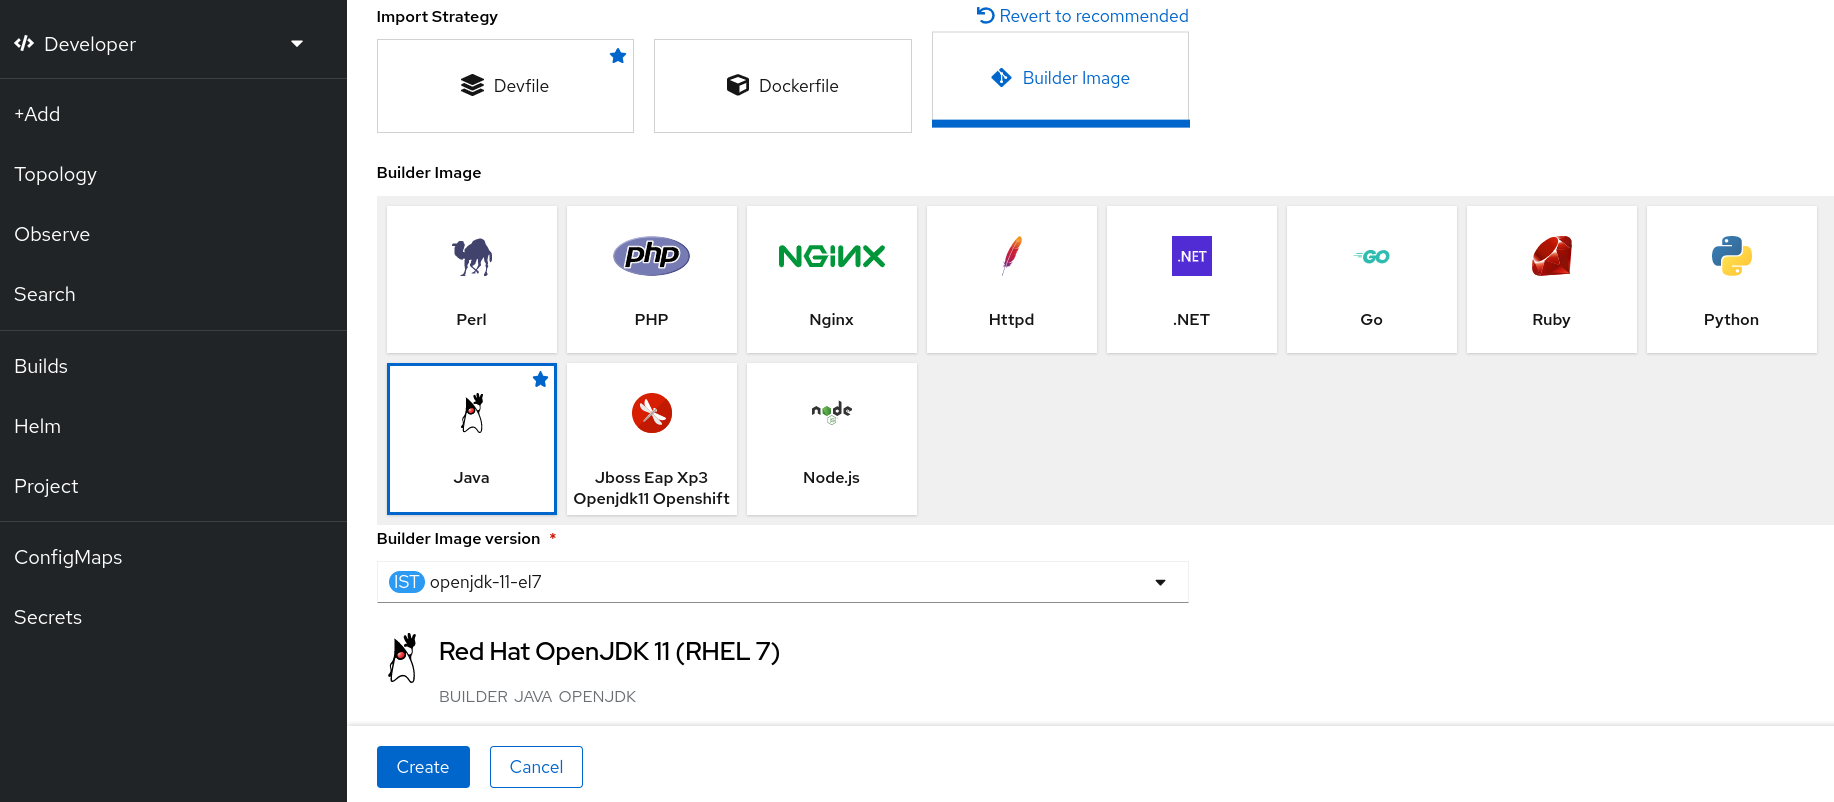 Developer
+Add
Topology
Observe
Search
Builds
Helm
Project
ConfigMaps
Secrets
Import Strategy
Revert to recommended
Devfile
Dockerfile
Builder Image
Builder Image
php
NGINX
.NET
GO
node
JS
Perl
PHP
Nginx
Httpd
.NET
Go
Ruby
Python
Java
Jboss Eap Xp3
Openjdk11 Openshift
Node.js
Builder Image version *
IST openjdk-11-el7
Red Hat OpenJDK 11 (RHEL 7)
BUILDER JAVA OPENJDK
Create
Cancel